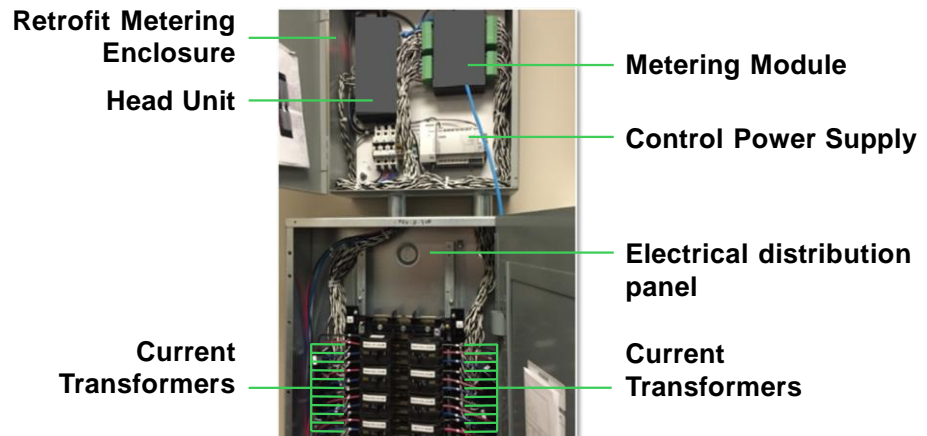 Retrofit Metering
Enclosure
Head Unit
Metering Module
Control Power Supply
Electrical distribution
panel
Current
Transformers
Current
Transformers